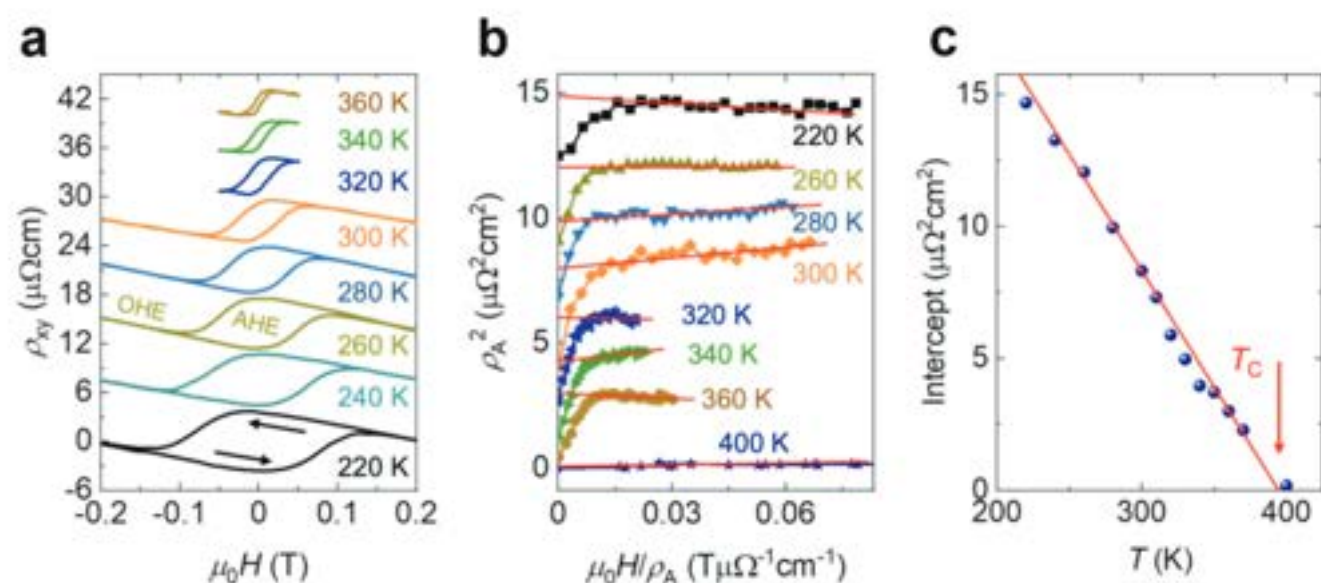 a
ρxy (μΩcm)
42
36
30
24
18
12
6
0
-6
360 K
340 K
320 K
300 K
280 K
OHE
AHE
260 K
240 K
220 K
-0.2
-0.1
0
0.1
0.2
μ₀H (T)
b
ρA² (μΩ²cm²)
15
10
5
0
220 K
260 K
280 K
300 K
320 K
340 K
360 K
400 K
0
0.03
0.06
μ₀H/ρA (TμΩ⁻¹cm⁻¹)
c
Intercept (μΩ²cm²)
15
10
5
0
TC
200
300
400
T (K)